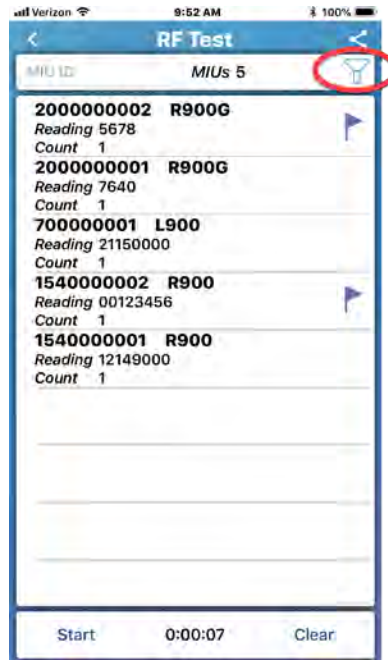 Verizon 9:52 AM 100%
RF Test
MIU ID MIUs 5
2000000002 R900G
Reading 5678
Count 1
2000000001 R900G
Reading 7640
Count 1
700000001 L900
Reading 21150000
Count 1
1540000002 R900
Reading 00123456
Count 1
1540000001 R900
Reading 12149000
Count 1
Start 0:00:07 Clear